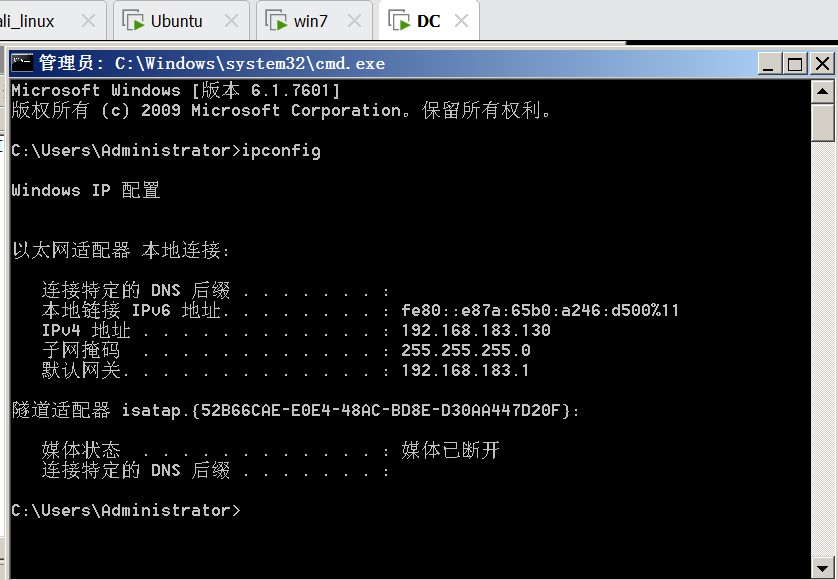 ali_linux Ubuntu win7 DC
管理员: C:\Windows\system32\cmd.exe
Microsoft Windows [版本 6.1.7601]
版权所有 (c) 2009 Microsoft Corporation。保留所有权利。
C:\Users\Administrator>ipconfig
Windows IP 配置
以太网适配器 本地连接:
连接特定的 DNS 后缀 . . . . . . . :
本地链接 IPv6 地址. . . . . . . . : fe80::e87a:65b0:a246:d500%11
IPv4 地址 . . . . . . . . . . . . : 192.168.183.130
子网掩码 . . . . . . . . . . . . : 255.255.255.0
默认网关. . . . . . . . . . . . . : 192.168.183.1
隧道适配器 isatap.{52B66CAE-E0E4-48AC-BD8E-D30AA447D20F}:
媒体状态 . . . . . . . . . . . . : 媒体已断开
连接特定的 DNS 后缀 . . . . . . . :
C:\Users\Administrator>